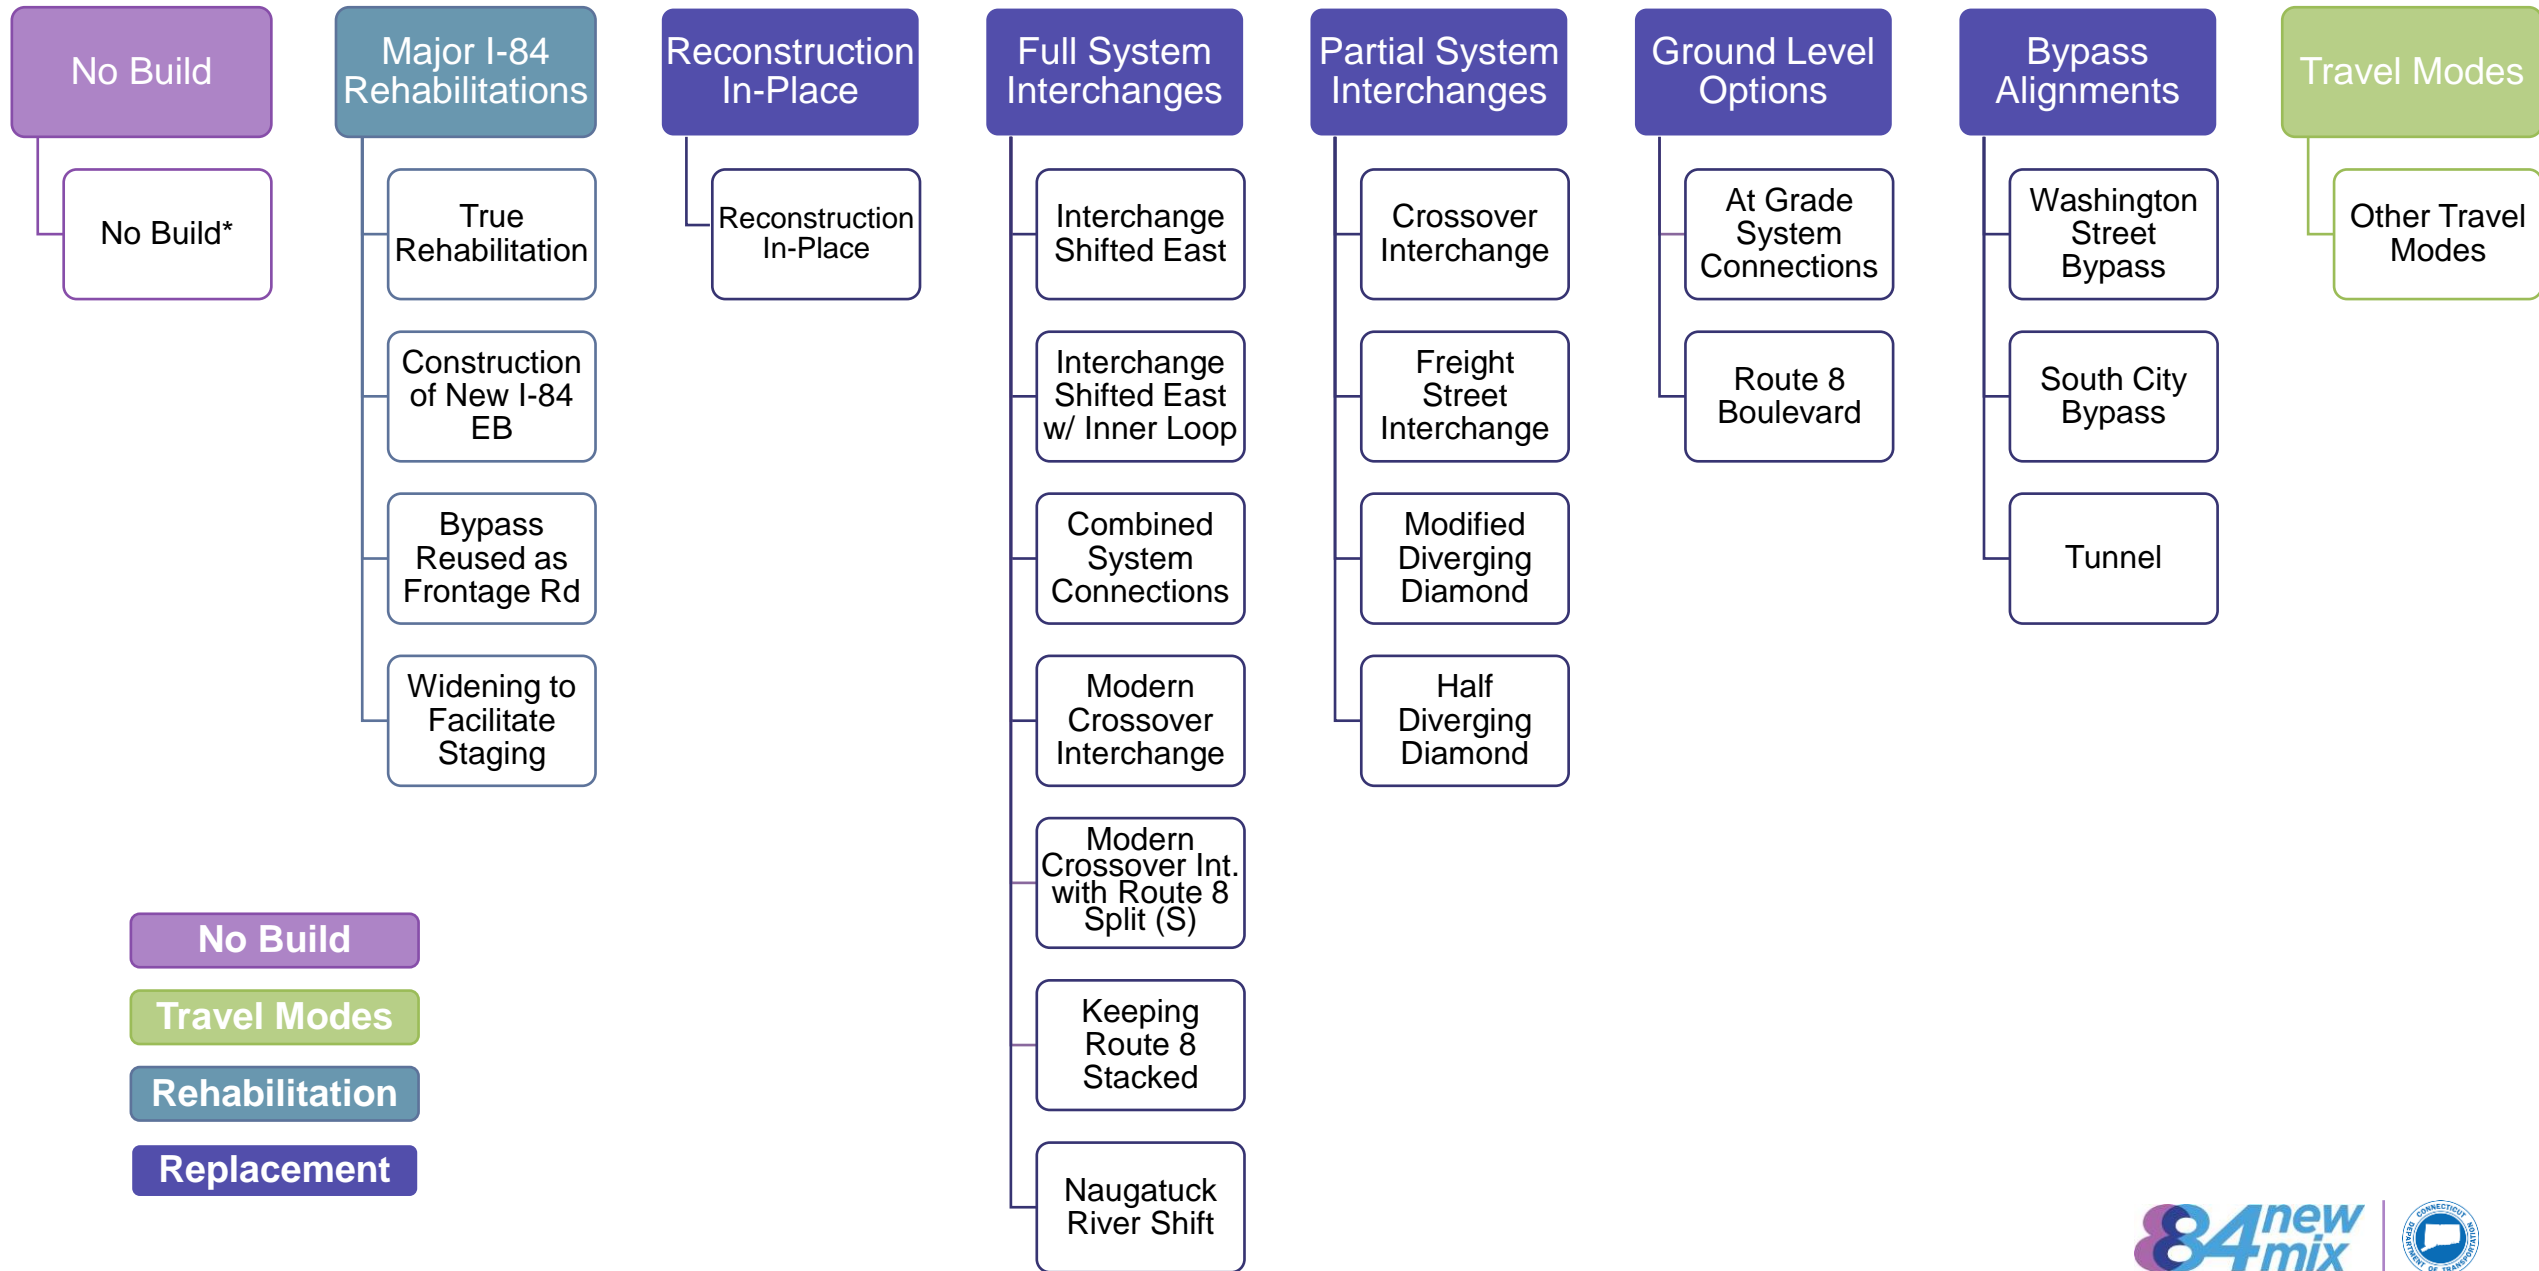 No Build
No Build*
Major I-84
Rehabilitations
True
Rehabilitation
Construction
of New I-84
EB
Bypass
Reused as
Frontage Rd
Widening to
Facilitate
Staging
Reconstruction
In-Place
Reconstruction
In-Place
Full System
Interchanges
Interchange
Shifted East
Interchange
Shifted East
w/ Inner Loop
Combined
System
Connections
Modern
Crossover
Interchange
Modern
Crossover Int.
with Route 8
Split (S)
Keeping
Route 8
Stacked
Naugatuck
River Shift
Partial System
Interchanges
Crossover
Interchange
Freight
Street
Interchange
Modified
Diverging
Diamond
Half
Diverging
Diamond
Ground Level
Options
At Grade
System
Connections
Route 8
Boulevard
Bypass
Alignments
Washington
Street
Bypass
South City
Bypass
Tunnel
Travel Modes
Other Travel
Modes
No Build
Travel Modes
Rehabilitation
Replacement
84 new
mix
CONNECTICUT
DEPARTMENT OF TRANSPORTATION